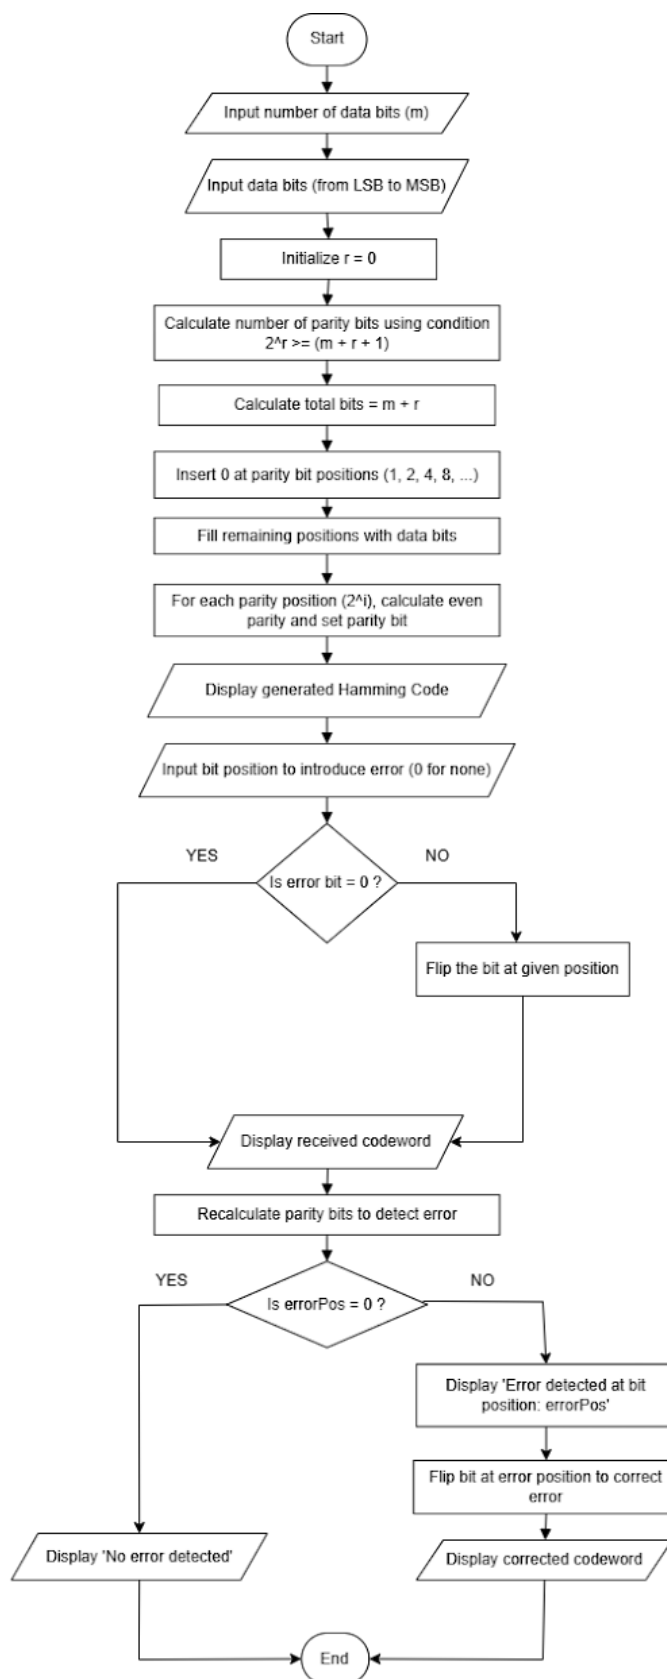 Start
Input number of data bits (m)
Input data bits (from LSB to MSB)
Initialize r = 0
Calculate number of parity bits using condition
2^r >= (m + r + 1)
Calculate total bits = m + r
Insert 0 at parity bit positions (1, 2, 4, 8, ...)
Fill remaining positions with data bits
For each parity position (2^i), calculate even
parity and set parity bit
Display generated Hamming Code
Input bit position to introduce error (0 for none)
YES
NO
Is error bit = 0 ?
Flip the bit at given position
Display received codeword
Recalculate parity bits to detect error
YES
NO
Is errorPos = 0 ?
Display 'Error detected at bit
position: errorPos'
Flip bit at error position to correct
error
Display 'No error detected'
Display corrected codeword
End